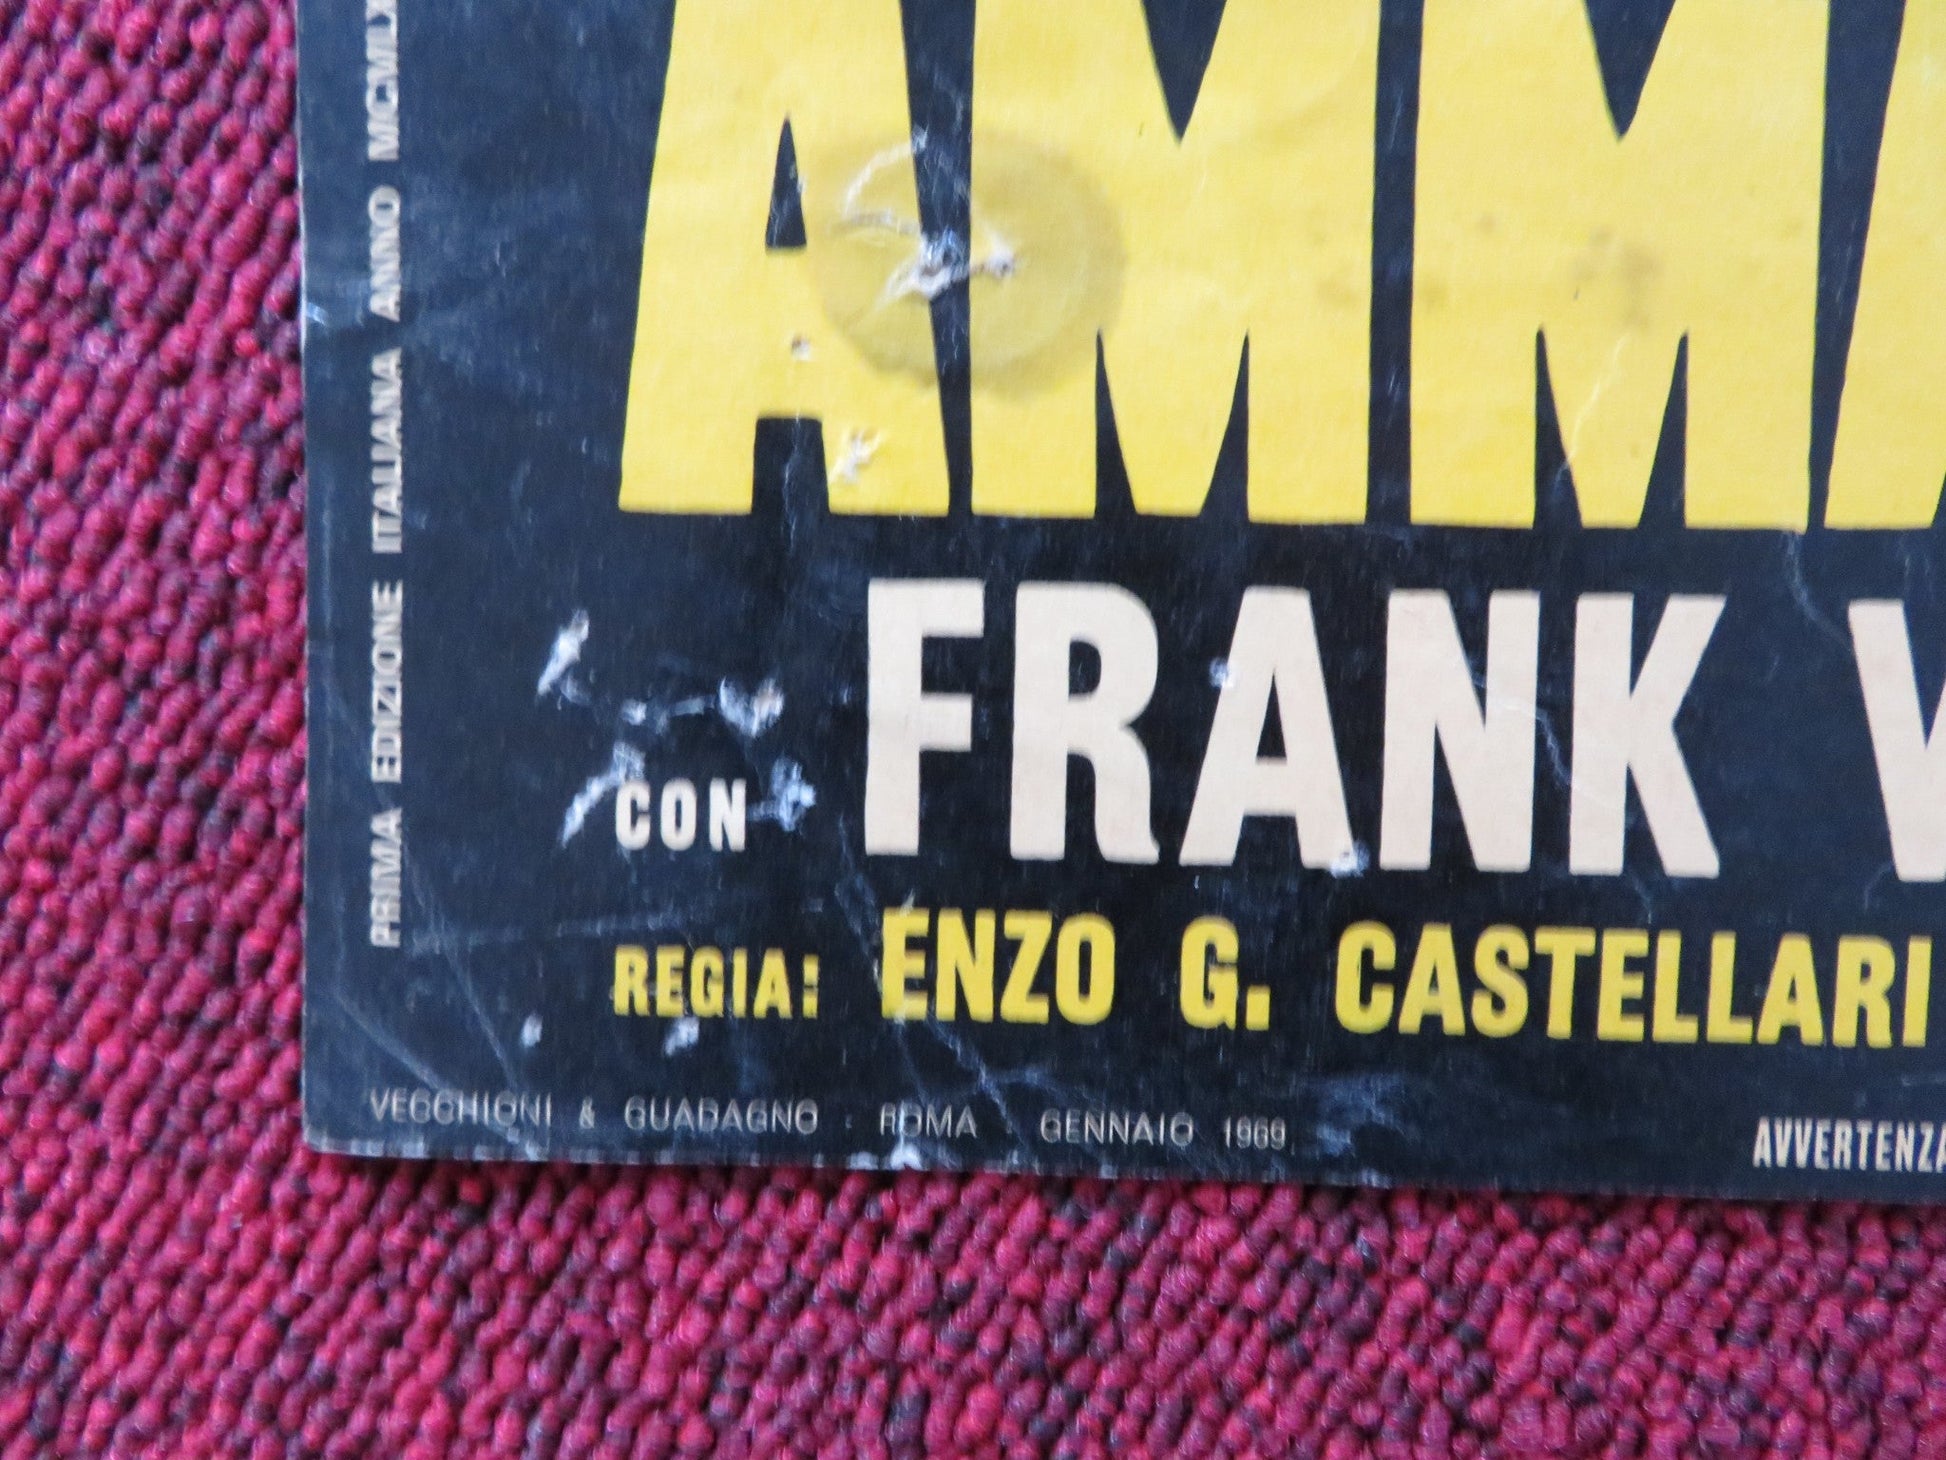 AMM
CON FRANK
REGIA: ENZO G. CASTELLARI
VECCHIONI & GUADAGNO - ROMA - GENNAIO 1969
AVVERTENZA
PRIMA EDIZIONE ITALIANA ANNO MCMLX